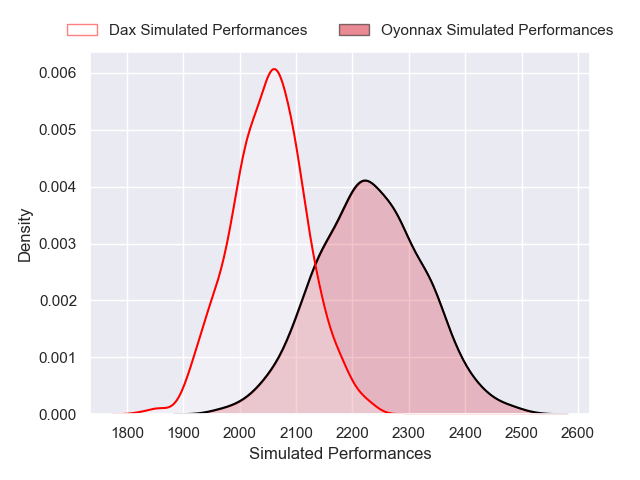 Dax Simulated Performances Oyonnax Simulated Performances
0.006
0.005
0.004
0.003
0.002
0.001
0.000
Density
1800 1900 2000 2100 2200 2300 2400 2500 2600
Simulated Performances